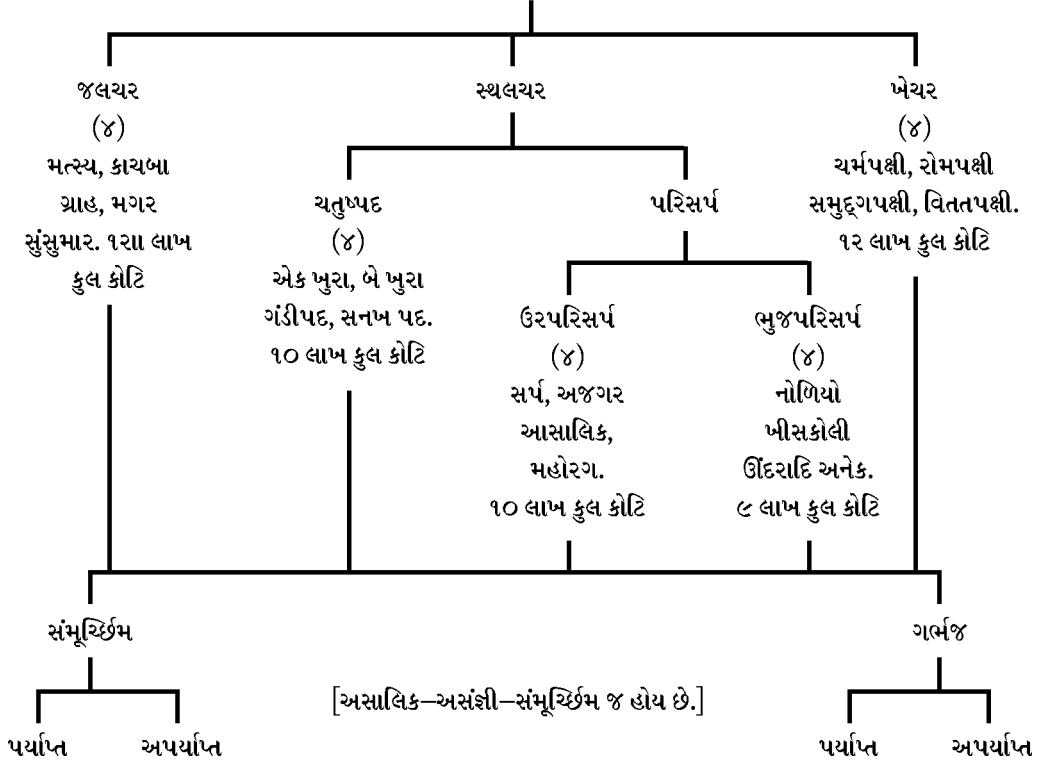 જલચર
(૪)
મત્સ્ય, કાચબા
ગ્રાહ, મગર
સુંસુમાર. ૧૨ાા લાખ
કુલ કોટિ
સ્થલચર
ખેચર
(૪)
ચર્મપક્ષી, રોમપક્ષી
સમુદ્ગપક્ષી, વિતતપક્ષી.
૧૨ લાખ કુલ કોટિ
ચતુષ્પદ
(૪)
એક ખુરા, બે ખુરા
ગંડીપદ, સનખ પદ.
૧૦ લાખ કુલ કોટિ
પરિસર્પ
ઉરપરિસર્પ
(૪)
સર્પ, અજગર
આસાલિક,
મહોરગ.
૧૦ લાખ કુલ કોટિ
ભુજપરિસર્પ
(૪)
નોળિયો
ખીસકોલી
ઊંદરાદિ અનેક.
૯ લાખ કુલ કોટિ
સંમૂર્ચ્છિમ
ગર્ભજ
[અસાલિક–અસંજ્ઞી–સંમૂર્ચ્છિમ જ હોય છે.]
પર્યાપ્ત
અપર્યાપ્ત
પર્યાપ્ત
અપર્યાપ્ત